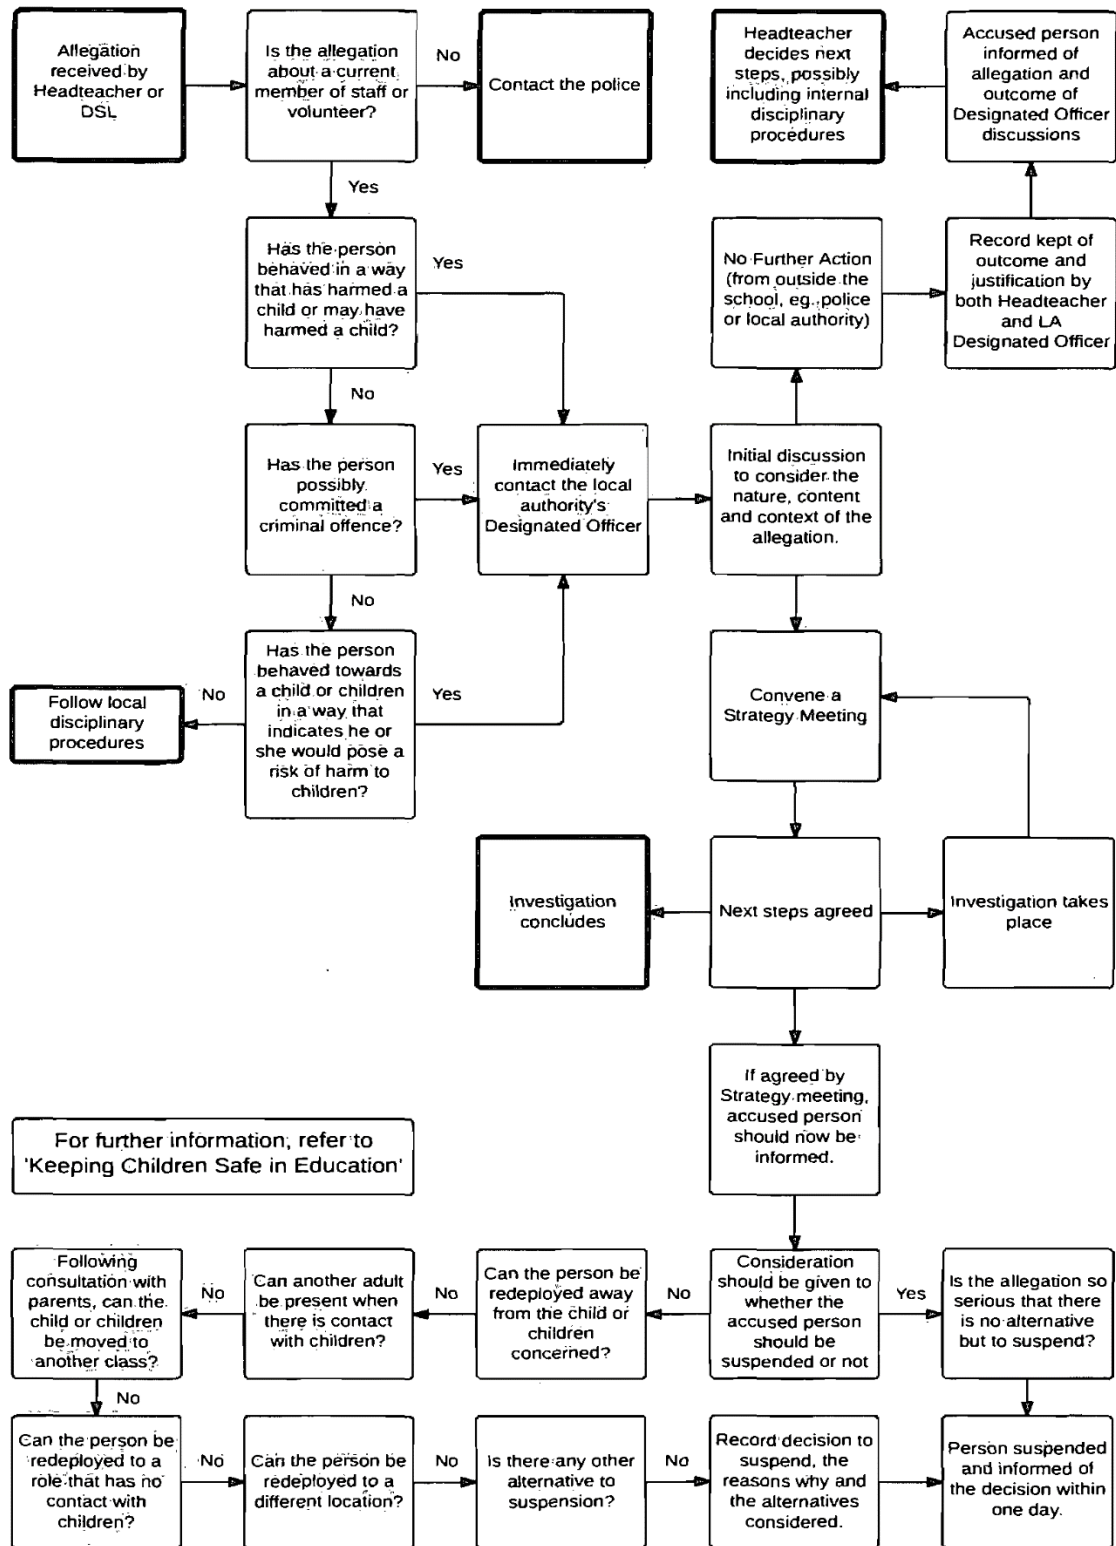 Allegation
received by
Headteacher or
DSL
Is the allegation
about a current
member of staff or
volunteer?
No
Contact the police
Headteacher
decides next
steps, possibly
including internal
disciplinary
procedures
Accused person
informed of
allegation and
outcome of
Designated Officer
discussions
Yes
Has the person
behaved in a way
that has harmed a
child or may have
harmed a child?
Yes
No Further Action
(from outside the
school, eg., police
or local authority)
Record kept of
outcome and
justification by
both Headteacher
and LA
Designated Officer
No
Has the person
possibly
committed a
criminal offence?
Yes
Immediately
contact the local
authority's
Designated Officer
Initial discussion
to consider the
nature, content
and context of the
allegation.
No
Has the person
behaved towards
a child or children
in a way that
indicates he or
she would pose a
risk of harm to
children?
No
Follow local
disciplinary
procedures
Yes
Convene a
Strategy Meeting
Investigation
concludes
Next steps agreed
Investigation takes
place
If agreed by
Strategy meeting,
accused person
should now be
informed.
For further information, refer to
'Keeping Children Safe in Education'
Following
consultation with
parents, can the
child or children
be moved to
another class?
No
Can another adult
be present when
there is contact
with children?
No
Can the person be
redeployed away
from the child or
children
concerned?
No
Consideration
should be given to
whether the
accused person
should be
suspended or not
Yes
Is the allegation so
serious that there
is no alternative
but to suspend?
No
Can the person be
redeployed to a
role that has no
contact with
children?
No
Can the person be
redeployed to a
different location?
No
Is there any other
alternative to
suspension?
No
Record decision to
suspend, the
reasons why and
the alternatives
considered.
Person suspended
and informed of
the decision within
one day.